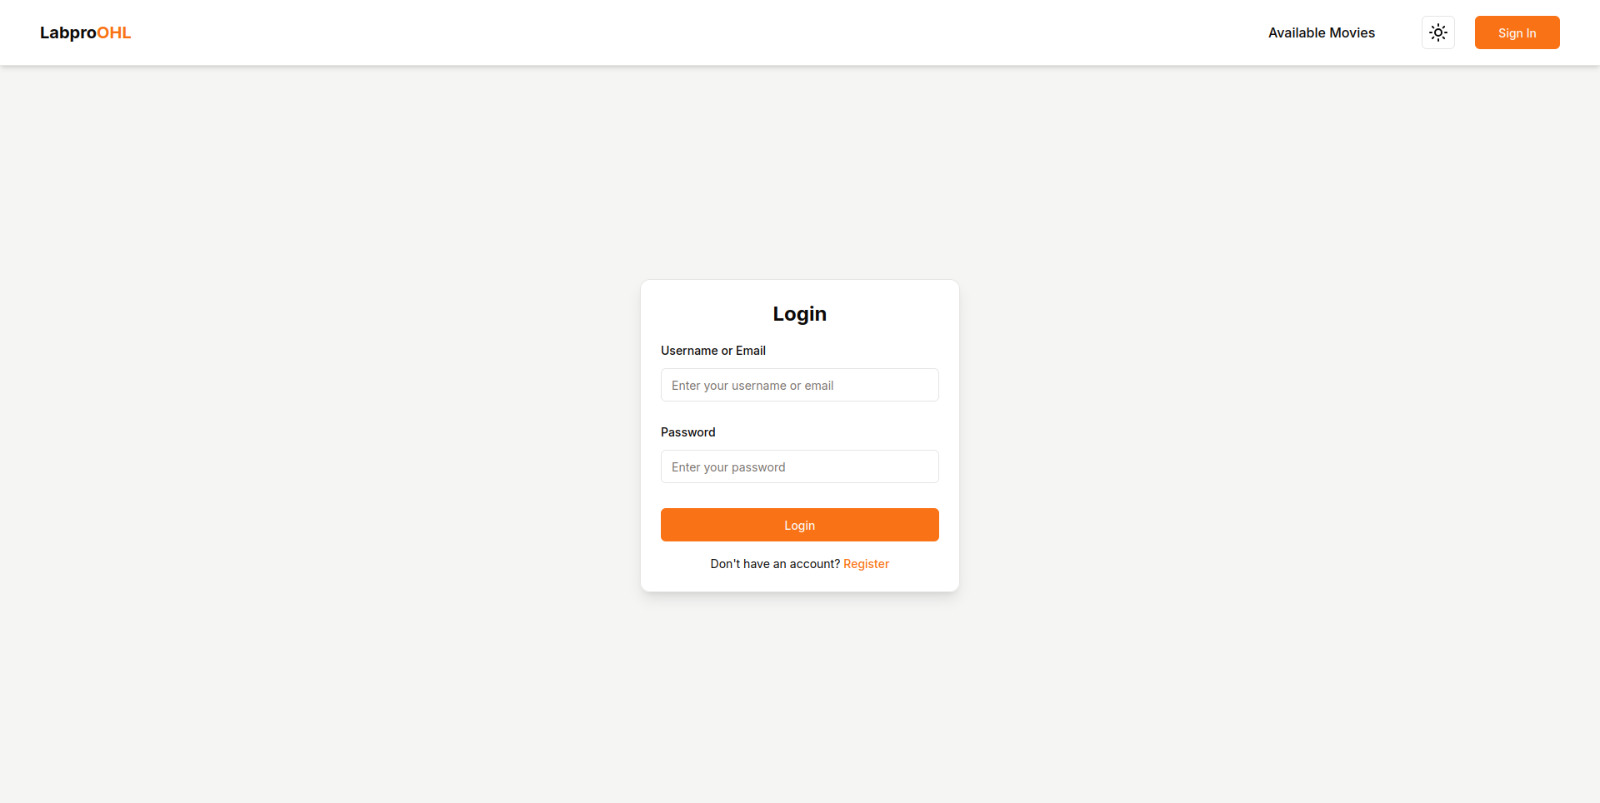 LabproOHL
Available Movies
Sign In
Login
Username or Email
Enter your username or email
Password
Enter your password
Login
Don't have an account? Register